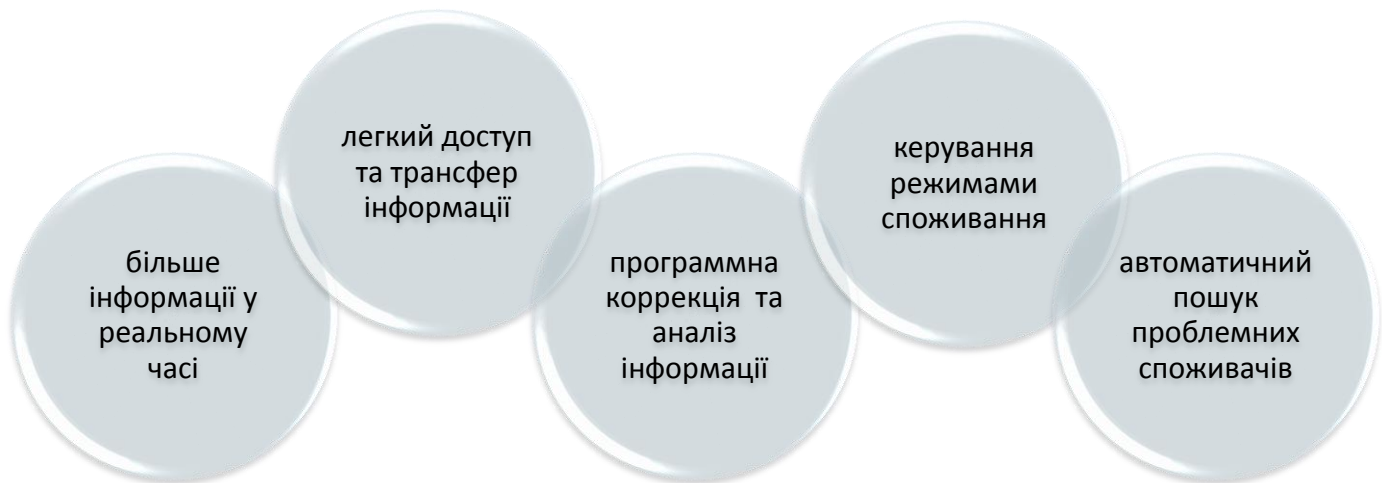 більше
інформації у
реальному
часі
легкий доступ
та трансфер
інформації
программна
коррекція та
аналіз
інформації
керування
режимами
споживання
автоматичний
пошук
проблемних
споживачів